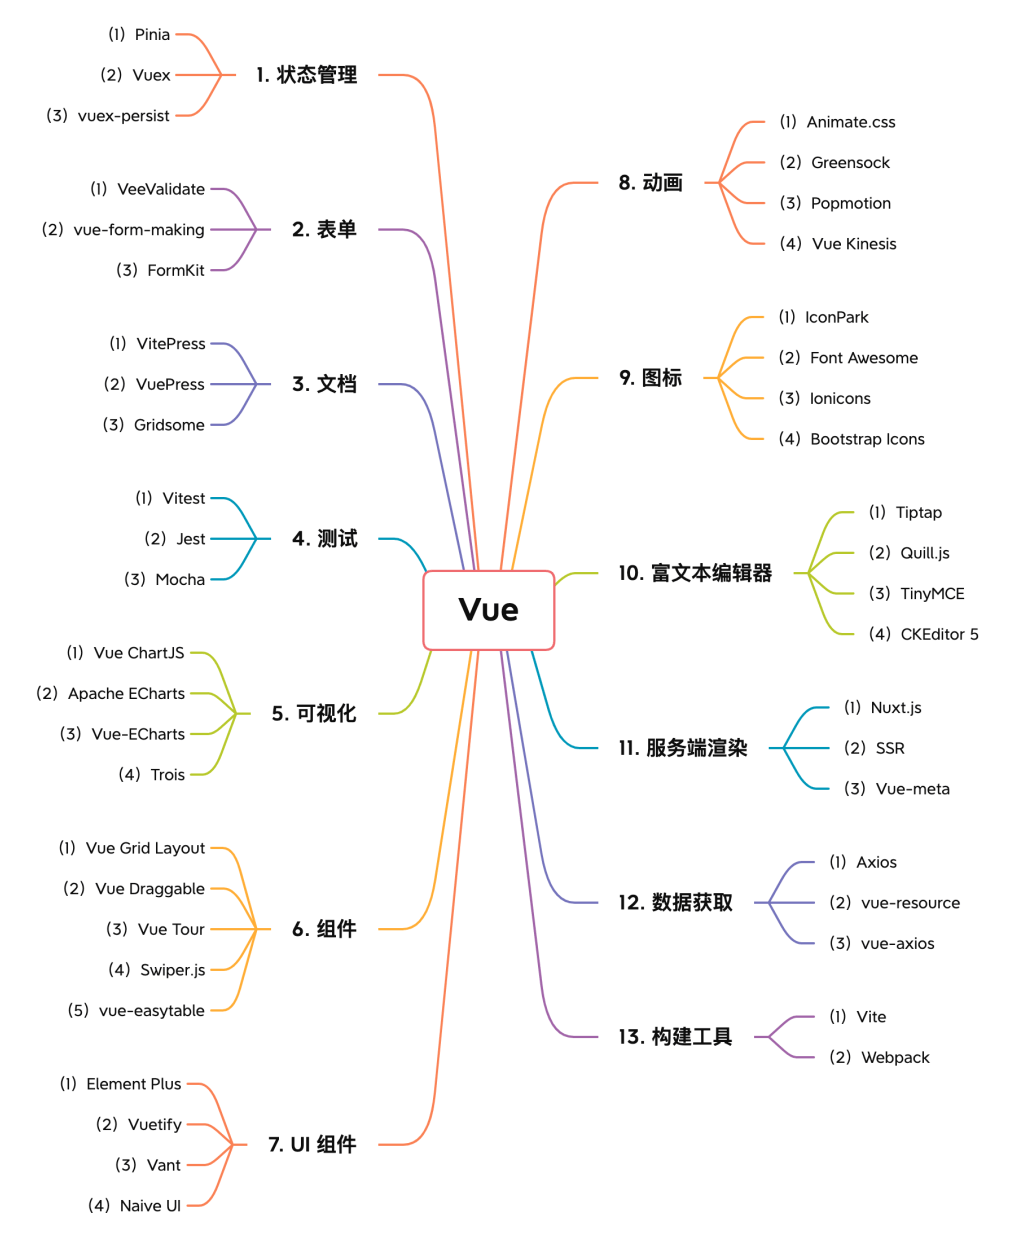 Vue
1. 状态管理
（1）Pinia
（2）Vuex
（3）vuex-persist
2. 表单
（1）VeeValidate
（2）vue-form-making
（3）FormKit
3. 文档
（1）VitePress
（2）VuePress
（3）Gridsome
4. 测试
（1）Vitest
（2）Jest
（3）Mocha
5. 可视化
（1）Vue ChartJS
（2）Apache ECharts
（3）Vue-ECharts
（4）Trois
6. 组件
（1）Vue Grid Layout
（2）Vue Draggable
（3）Vue Tour
（4）Swiper.js
（5）vue-easytable
7. UI 组件
（1）Element Plus
（2）Vuetify
（3）Vant
（4）Naive UI
8. 动画
（1）Animate.css
（2）Greensock
（3）Popmotion
（4）Vue Kinesis
9. 图标
（1）IconPark
（2）Font Awesome
（3）Ionicons
（4）Bootstrap Icons
10. 富文本编辑器
（1）Tiptap
（2）Quill.js
（3）TinyMCE
（4）CKEditor 5
11. 服务端渲染
（1）Nuxt.js
（2）SSR
（3）Vue-meta
12. 数据获取
（1）Axios
（2）vue-resource
（3）vue-axios
13. 构建工具
（1）Vite
（2）Webpack